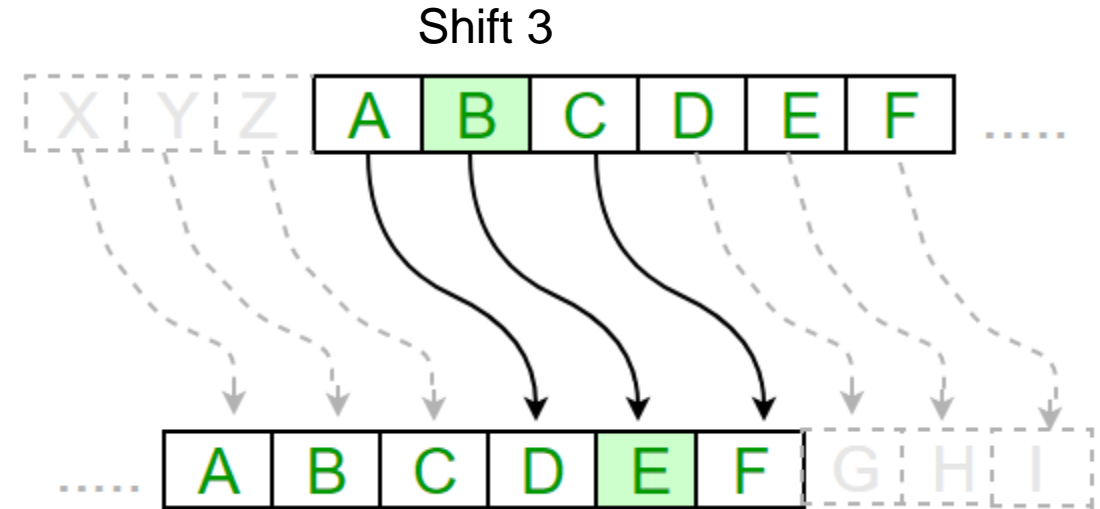 Shift 3
X Y Z A B C D E F .....
..... A B C D E F G H I